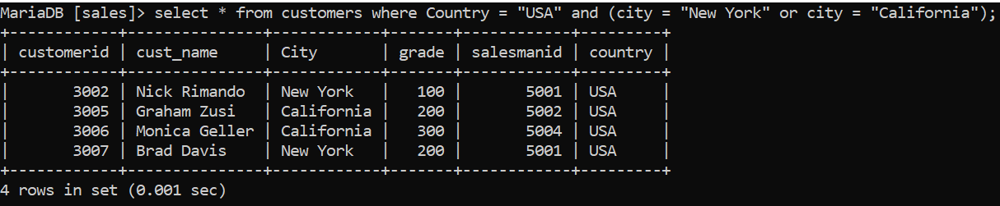 MariaDB [sales]> select * from customers where Country = "USA" and (city = "New York" or city = "California");
+------------+---------------+------------+-------+------------+---------+
| customerid | cust_name     | City       | grade | salesmanid | country |
+------------+---------------+------------+-------+------------+---------+
|       3002 | Nick Rimando  | New York   |   100 |       5001 | USA     |
|       3005 | Graham Zusi   | California |   200 |       5002 | USA     |
|       3006 | Monica Geller | California |   300 |       5004 | USA     |
|       3007 | Brad Davis    | New York   |   200 |       5001 | USA     |
+------------+---------------+------------+-------+------------+---------+
4 rows in set (0.001 sec)